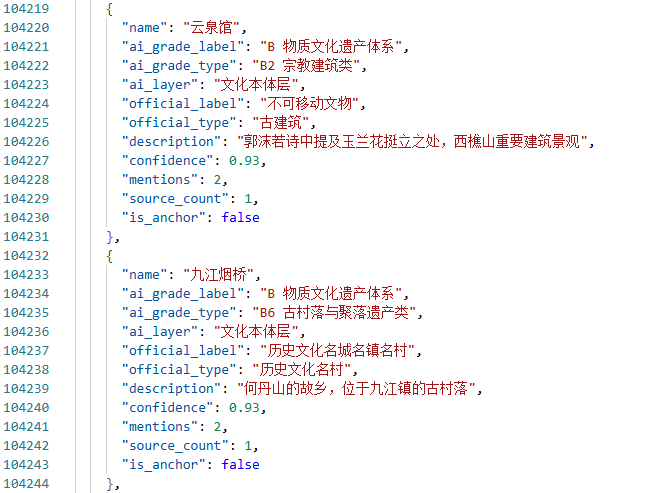 104219 {
104220 "name": "云泉馆",
104221 "ai_grade_label": "B 物质文化遗产体系",
104222 "ai_grade_type": "B2 宗教建筑类",
104223 "ai_layer": "文化本体层",
104224 "official_label": "不可移动文物",
104225 "official_type": "古建筑",
104226 "description": "郭沫若诗中提及玉兰花挺立之处，西樵山重要建筑景观",
104227 "confidence": 0.93,
104228 "mentions": 2,
104229 "source_count": 1,
104230 "is_anchor": false
104231 },
104232 {
104233 "name": "九江烟桥",
104234 "ai_grade_label": "B 物质文化遗产体系",
104235 "ai_grade_type": "B6 古村落与聚落遗产类",
104236 "ai_layer": "文化本体层",
104237 "official_label": "历史文化名城名镇名村",
104238 "official_type": "历史文化名村",
104239 "description": "何丹山的故乡，位于九江镇的古村落",
104240 "confidence": 0.93,
104241 "mentions": 2,
104242 "source_count": 1,
104243 "is_anchor": false
104244 },